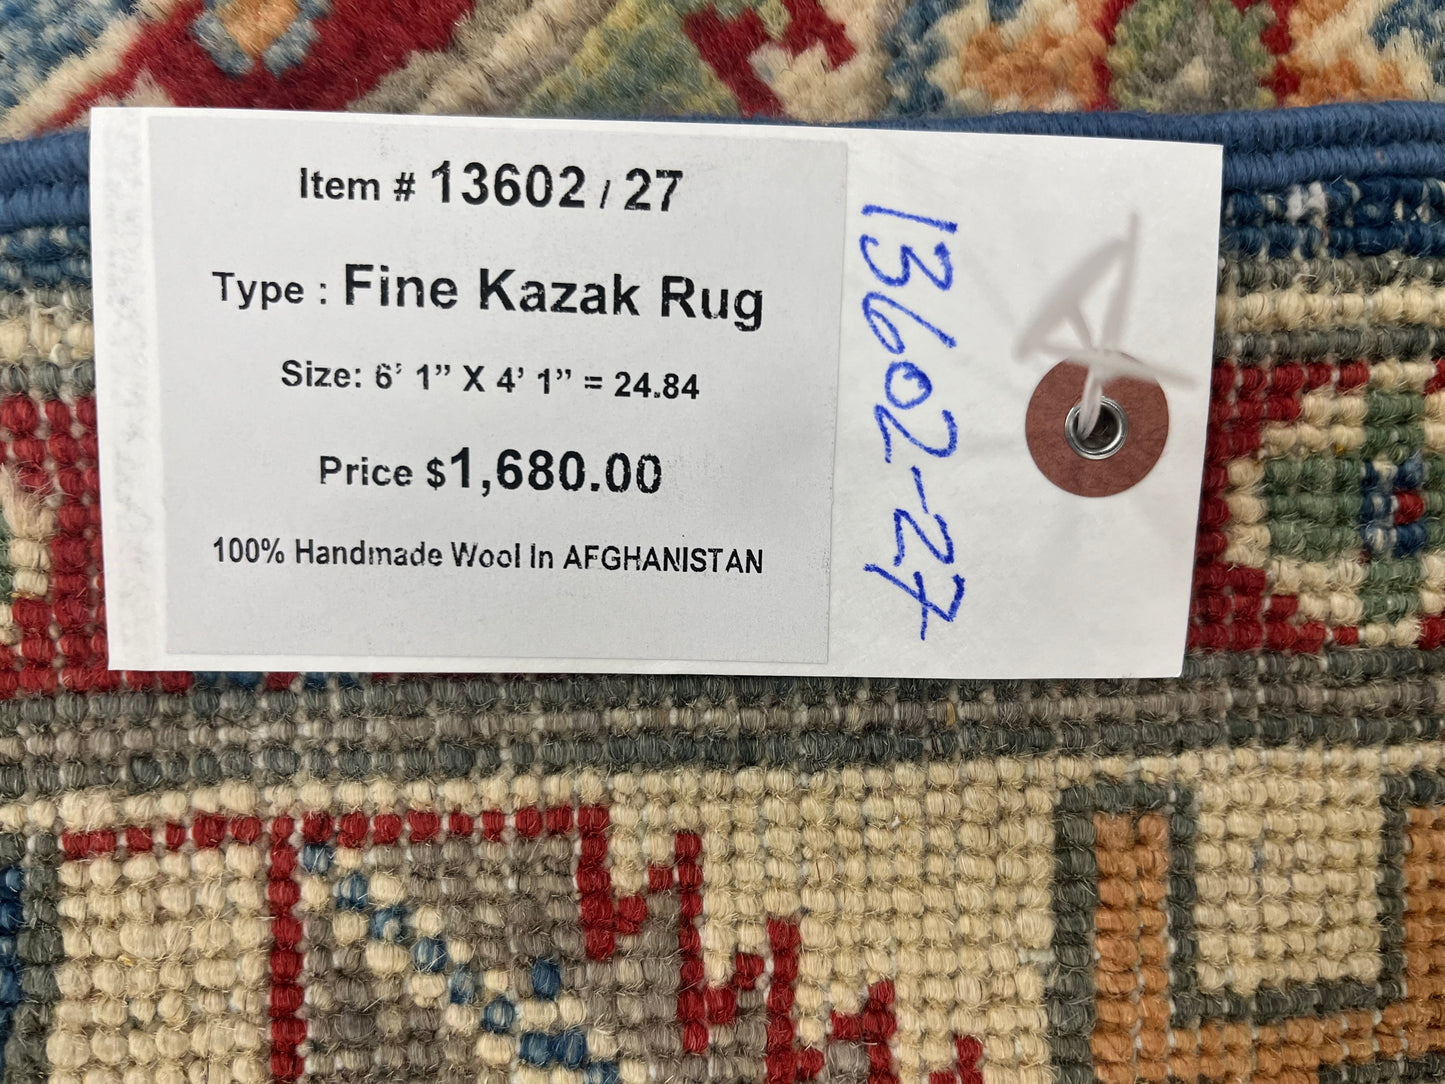 Item # 13602 / 27
Type : Fine Kazak Rug
Size: 6’ 1” X 4’ 1” = 24.84
Price $1,680.00
100% Handmade Wool In AFGHANISTAN
13602-27